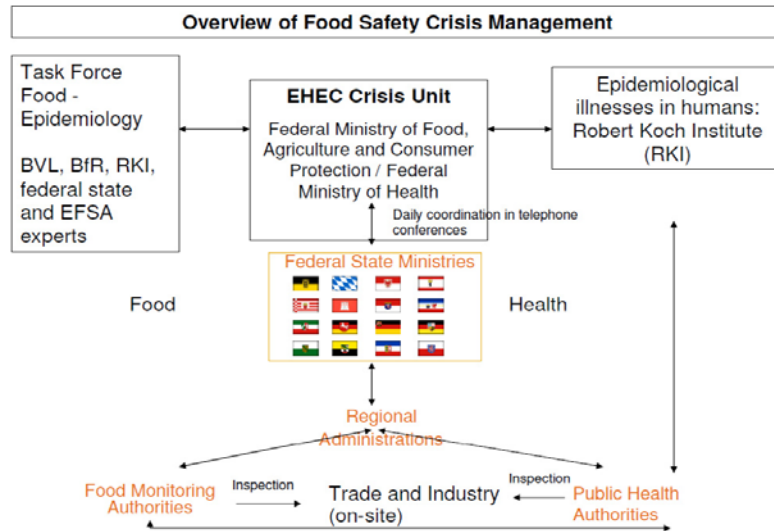 Overview of Food Safety Crisis Management
Task Force
Food -
Epidemiology
BVL, BfR, RKI,
federal state
and EFSA
experts
EHEC Crisis Unit
Federal Ministry of Food,
Agriculture and Consumer
Protection / Federal
Ministry of Health
Epidemiological
illnesses in humans:
Robert Koch Institute
(RKI)
Daily coordination in telephone
conferences
Federal State Ministries
Food
Health
Regional
Administrations
Food Monitoring
Authorities
Inspection
Trade and Industry
(on-site)
Inspection
Public Health
Authorities